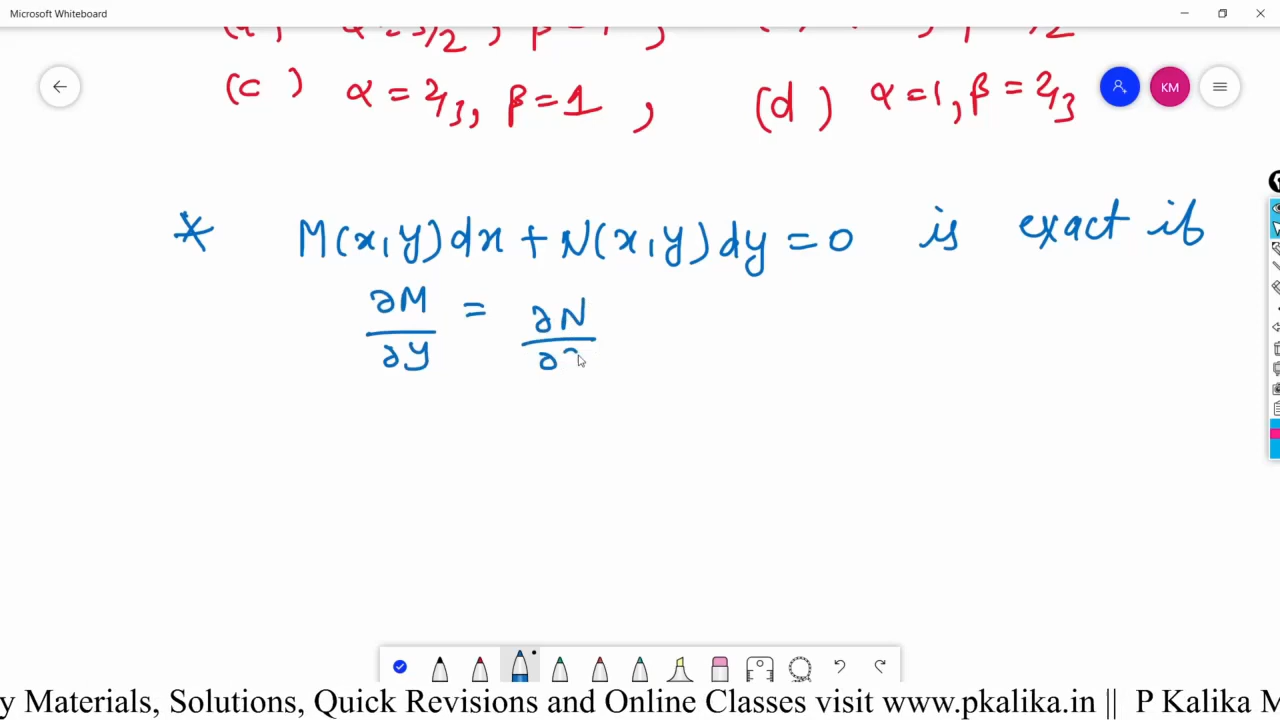 Microsoft Whiteboard
(c) α = 2/3, β = 1, (d) α = 1, β = 2/3
KM
* M(x,y)dx + N(x,y)dy = 0 is exact if
∂M/∂y = ∂N/∂
y Materials, Solutions, Quick Revisions and Online Classes visit www.pkalika.in || P Kalika M